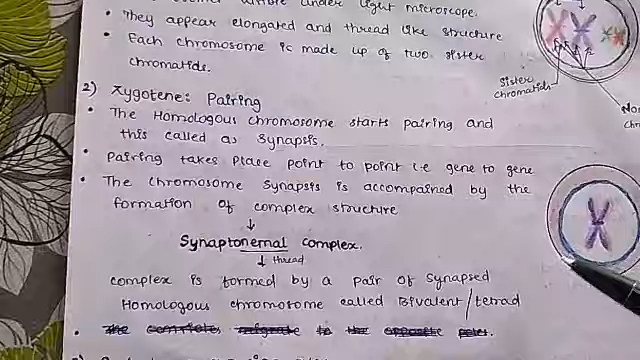 under light microscope.
• They appear elongated and thread like structure
• Each chromosome is made up of two sister
chromatids.
Sister
chromatids
2) Zygotene: Pairing
• The Homologous chromosome starts pairing and
this called as synapsis.
• Pairing takes place point to point i.e gene to gene
• The chromosome synapsis is accompained by the
formation of complex structure
↓
Synaptonemal complex.
↓ thread
complex is formed by a pair of synapsed
Homologous chromosome called Bivalent/tetrad